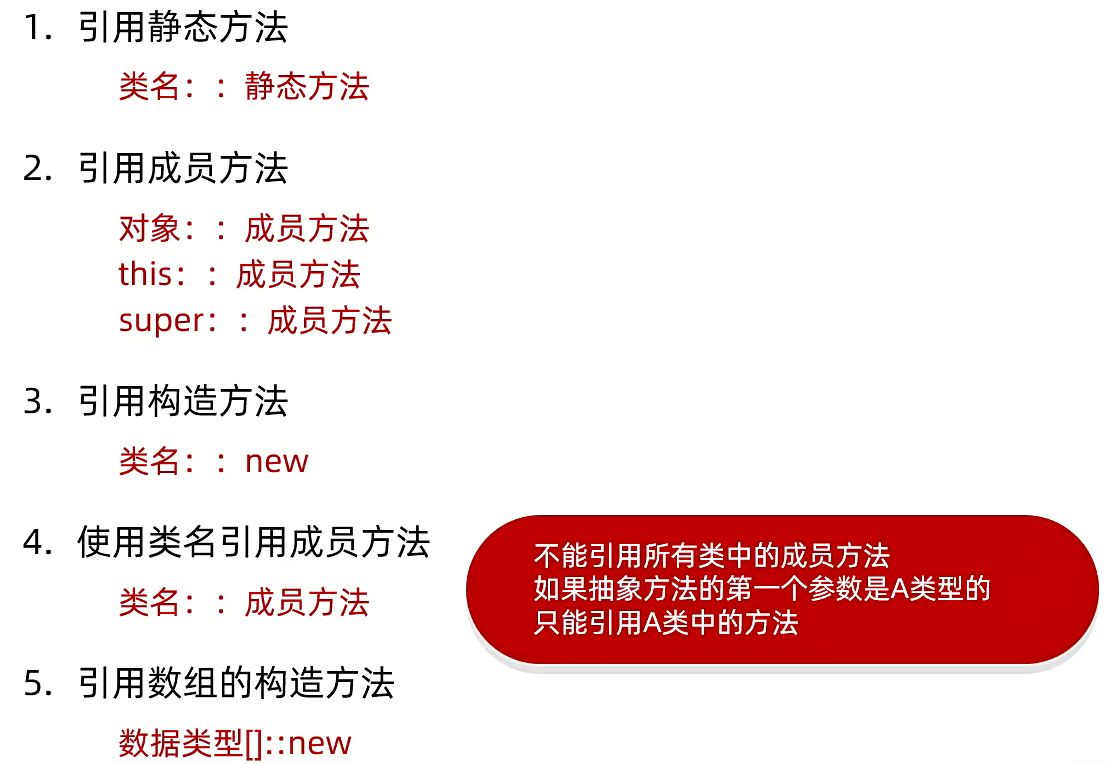 1. 引用静态方法
类名：：静态方法
2. 引用成员方法
对象：：成员方法
this：：成员方法
super：：成员方法
3. 引用构造方法
类名：：new
4. 使用类名引用成员方法
类名：：成员方法
不能引用所有类中的成员方法
如果抽象方法的第一个参数是A类型的
只能引用A类中的方法
5. 引用数组的构造方法
数据类型[]::new